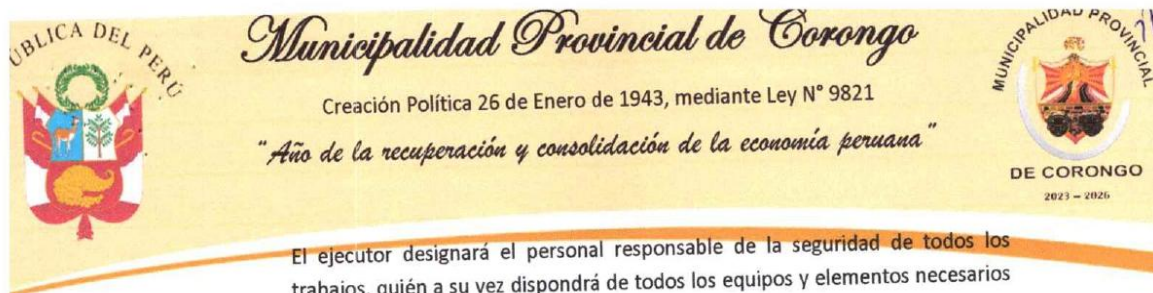 REPÚBLICA DEL PERÚ
Municipalidad Provincial de Corongo
Creación Política 26 de Enero de 1943, mediante Ley N° 9821
"Año de la recuperación y consolidación de la economía peruana"
MUNICIPALIDAD PROVINCIAL
DE CORONGO
2023 – 2026
El ejecutor designará el personal responsable de la seguridad de todos los
trabajos, quién a su vez dispondrá de todos los equipos y elementos necesarios